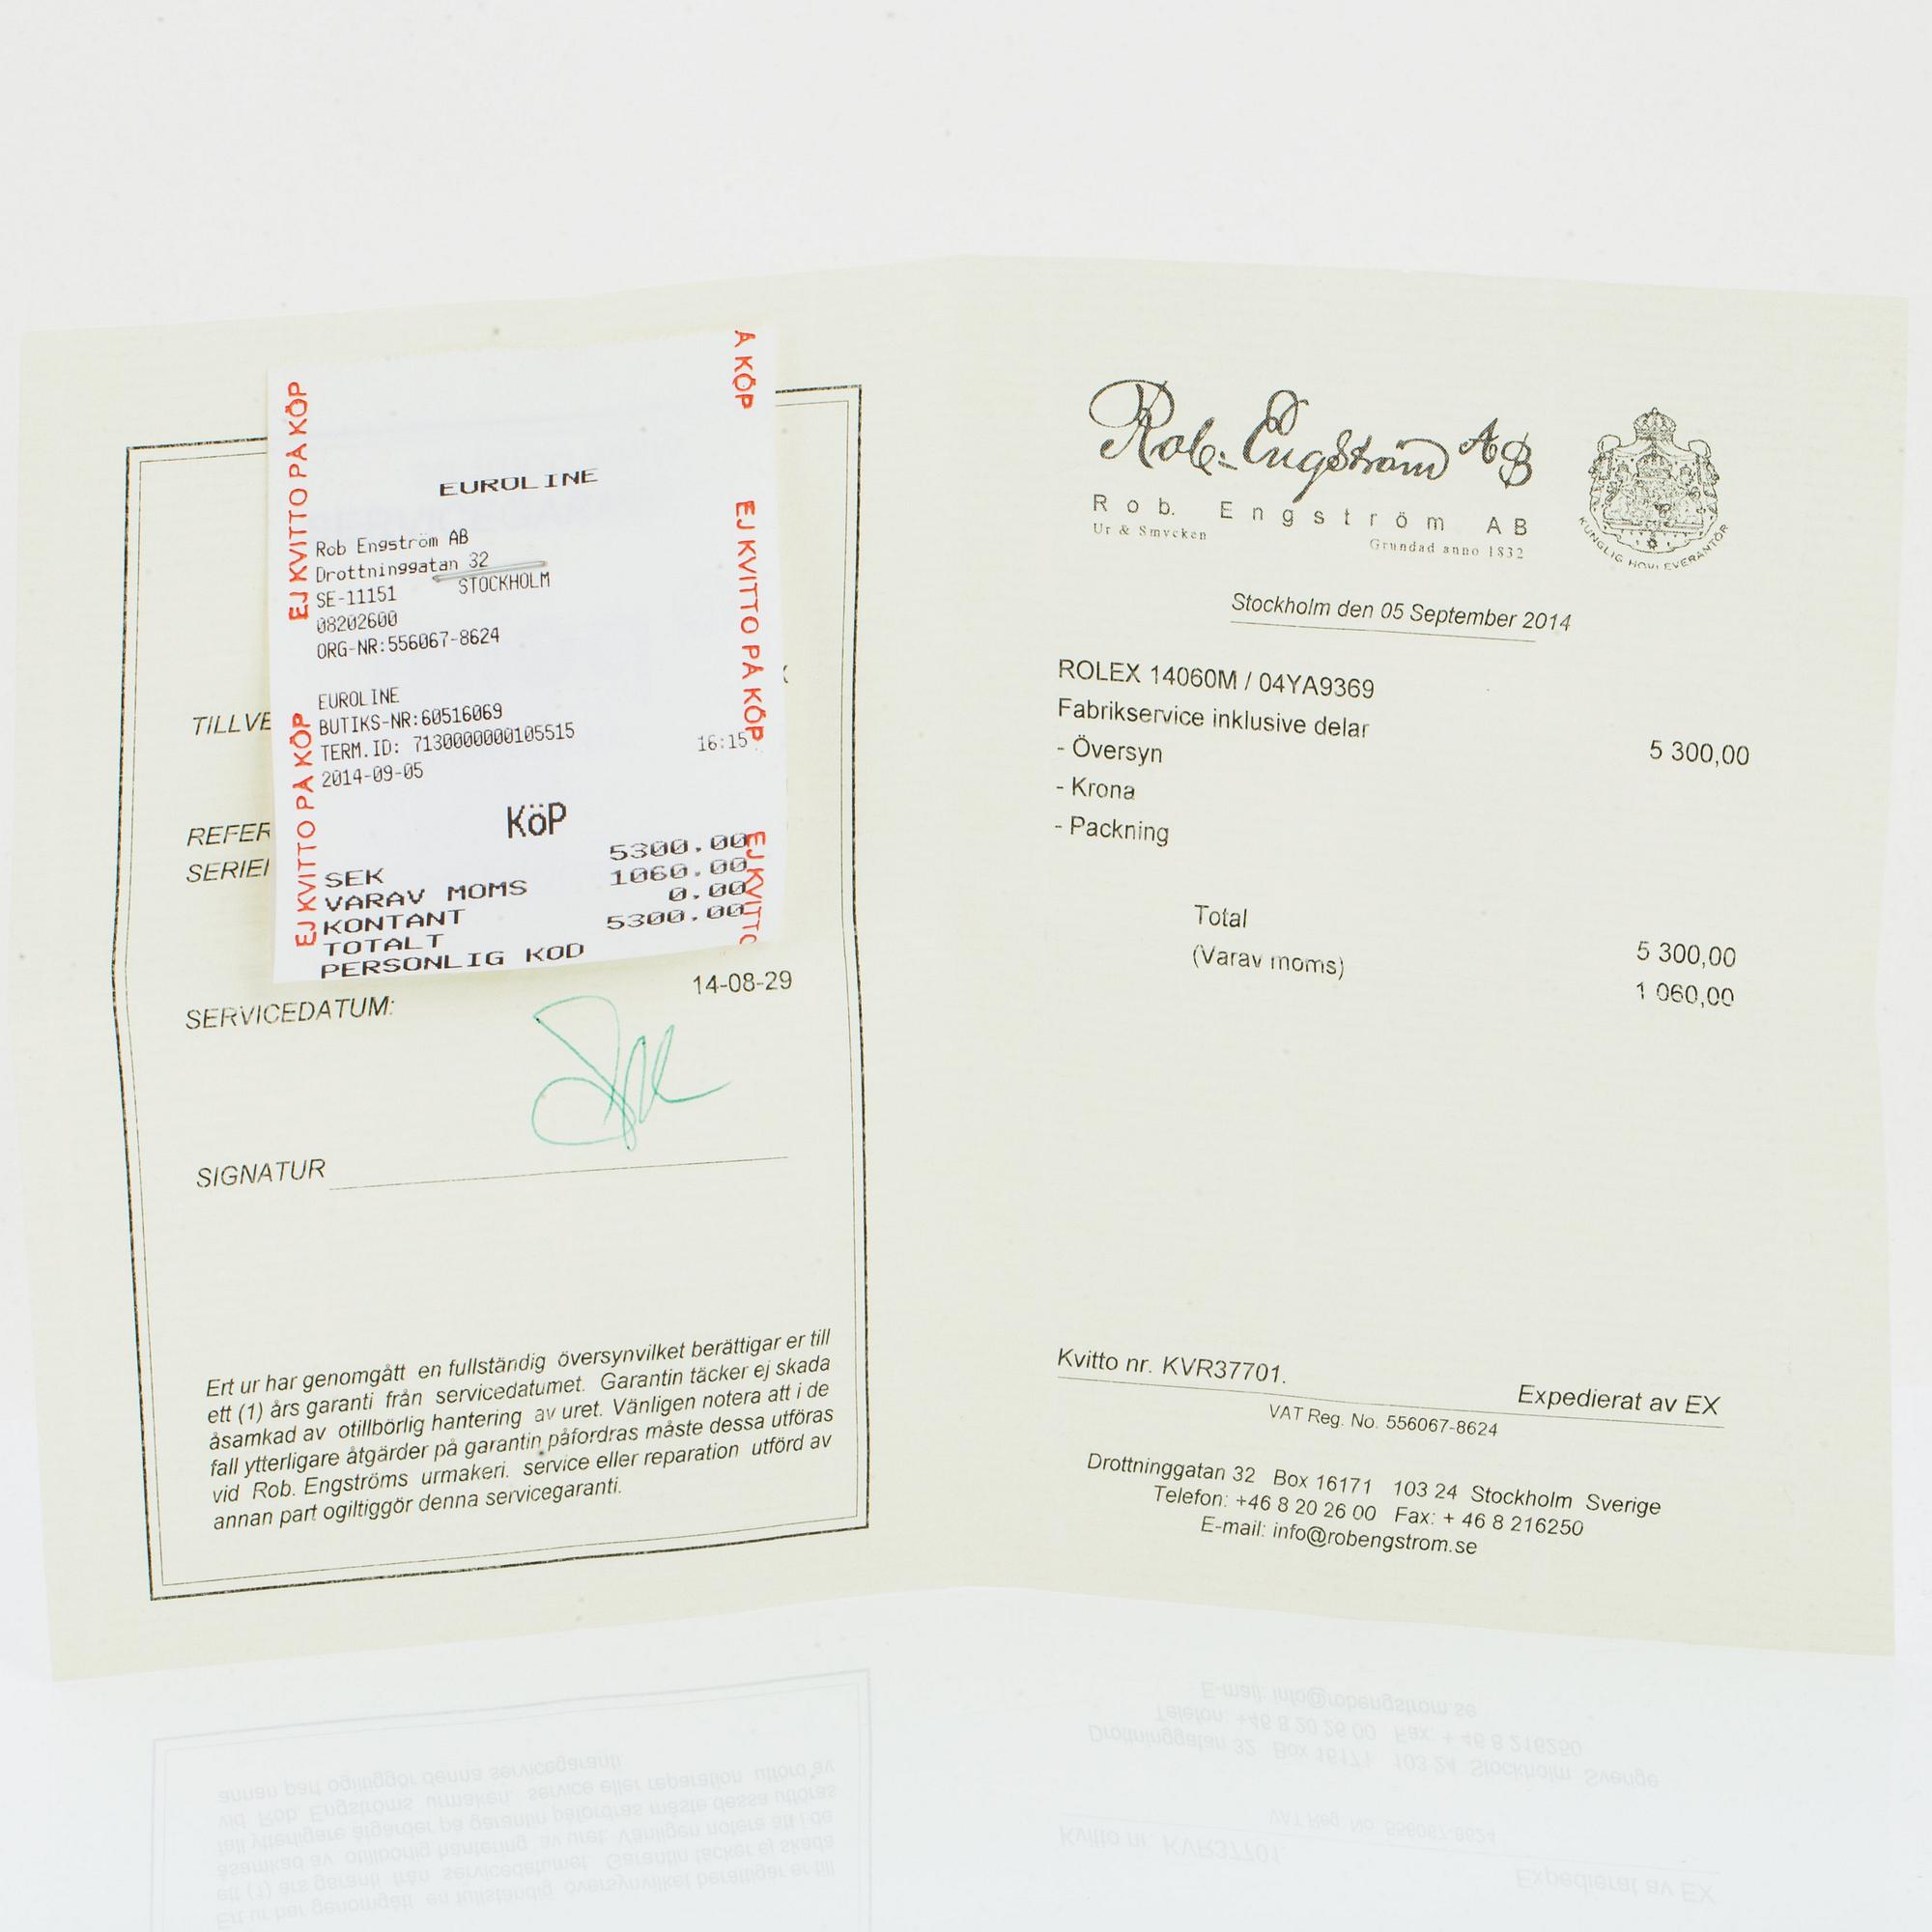 EJ KVITTO PÅ KÖP
EJ KVITTO PÅ KÖP
Å KÖP
EJ KVITTO PÅ KÖP
EJ KVITTO
EUROLINE
Rob Engström AB
Drottninggatan 32
SE-11151 STOCKHOLM
08202600
ORG-NR:556067-8624
EUROLINE
BUTIKS-NR:60516069
TERM.ID: 7130000000105515
2014-09-05 16:15
KöP
SEK 5300.00
VARAV MOMS 1060.00
KONTANT 0.00
TOTALT 5300.00
PERSONLIG KOD
TILLVE
REFER
SERIE
SERVICEDATUM: 14-08-29
SIGNATUR
Ert ur har genomgått en fullständig översynvilket berättigar er till
ett (1) års garanti från servicedatumet. Garantin täcker ej skada
åsamkad av otillbörlig hantering av uret. Vänligen notera att i de
fall ytterligare åtgärder på garantin påfordras måste dessa utföras
vid Rob. Engströms urmakeri. service eller reparation utförd av
annan part ogiltiggör denna servicegaranti.
Rob. Engström AB
Rob. Engström AB
Ur & Smycken Grundad anno 1832
KUNGLIG HOVLEVERANTÖR
Stockholm den 05 September 2014
ROLEX 14060M / 04YA9369
Fabrikservice inklusive delar
- Översyn 5 300,00
- Krona
- Packning
Total 5 300,00
(Varav moms) 1 060,00
Kvitto nr. KVR37701. Expedierat av EX
VAT Reg. No. 556067-8624
Drottninggatan 32 Box 16171 103 24 Stockholm Sverige
Telefon: +46 8 20 26 00 Fax: + 46 8 216250
E-mail: info@robengstrom.se